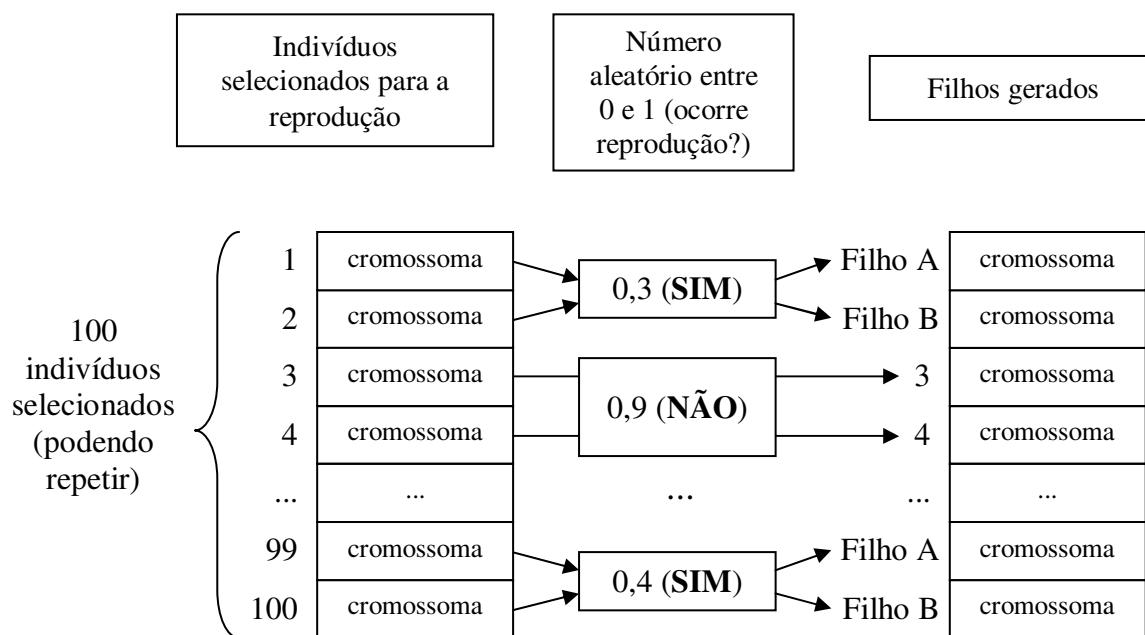 Indivíduos
selecionados para a
reprodução
Número
aleatório entre
0 e 1 (ocorre
reprodução?)
Filhos gerados
100
indivíduos
selecionados
(podendo
repetir)
1 cromossoma
2 cromossoma
3 cromossoma
4 cromossoma
... ...
99 cromossoma
100 cromossoma
0,3 (SIM)
0,9 (NÃO)
...
0,4 (SIM)
Filho A cromossoma
Filho B cromossoma
3 cromossoma
4 cromossoma
... ...
Filho A cromossoma
Filho B cromossoma